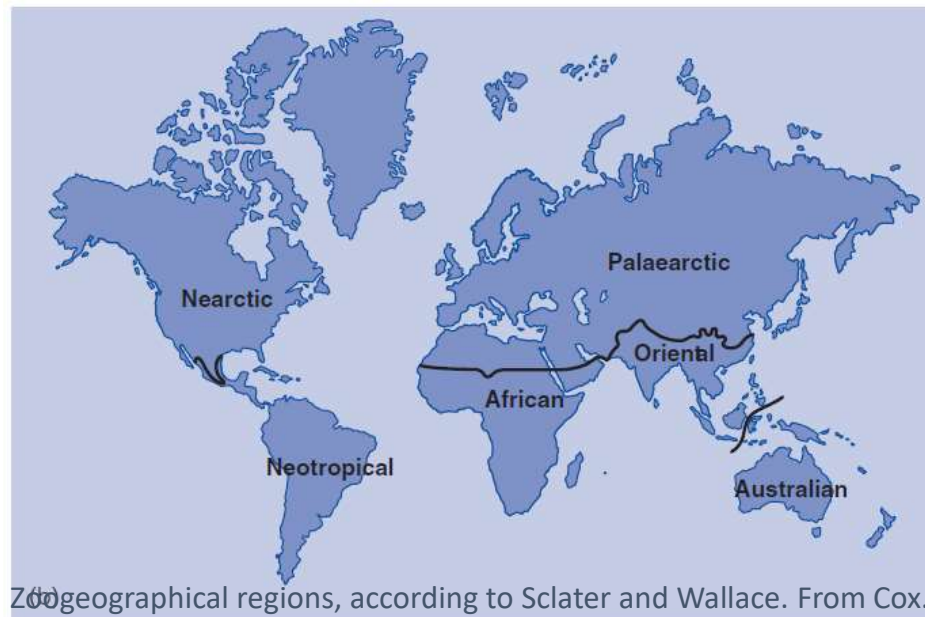 Palaearctic
Nearctic
Oriental
African
Neotropical
Australian
(b)
Zoogeographical regions, according to Sclater and Wallace. From Cox.